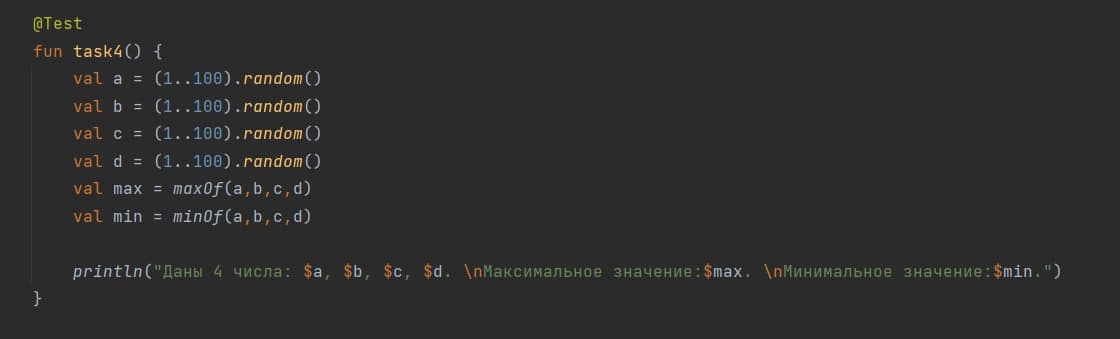 @Test
fun task4() {
    val a = (1..100).random()
    val b = (1..100).random()
    val c = (1..100).random()
    val d = (1..100).random()
    val max = maxOf(a,b,c,d)
    val min = minOf(a,b,c,d)
    println("Даны 4 числа: $a, $b, $c, $d. \nМаксимальное значение:$max. \nМинимальное значение:$min.")
}